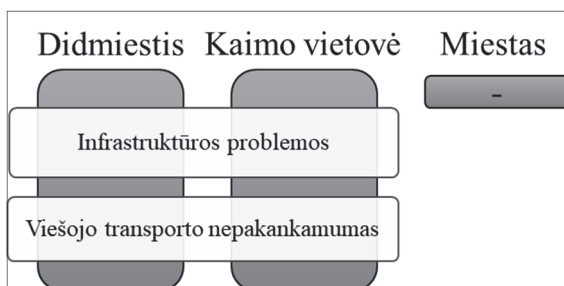 Didmiestis Kaimo vietovė Miestas
-
Infrastruktūros problemos
Viešojo transporto nepakankamumas